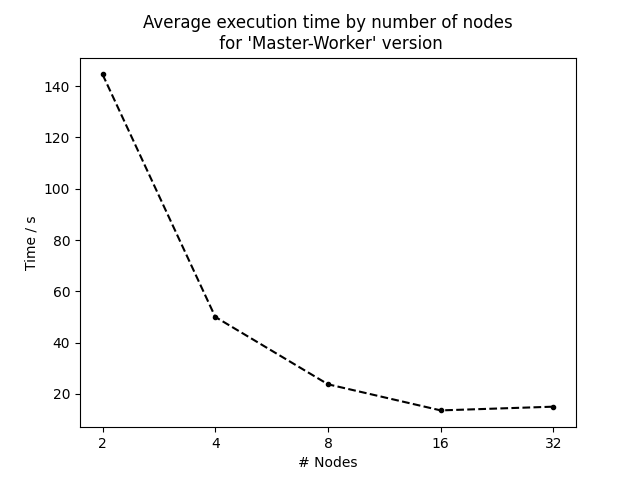 Average execution time by number of nodes
for 'Master-Worker' version
140
120
100
80
60
40
20
Time / s
2 4 8 16 32
# Nodes